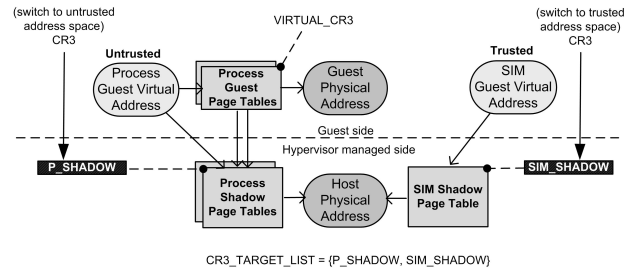 (switch to untrusted
address space)
CR3
VIRTUAL_CR3
(switch to trusted
address space)
CR3
Untrusted
Trusted
Process
Guest Virtual
Address
Process
Guest
Page Tables
Guest
Physical
Address
SIM
Guest Virtual
Address
Guest side
Hypervisor managed side
P_SHADOW
SIM_SHADOW
Process
Shadow
Page Tables
Host
Physical
Address
SIM Shadow
Page Table
CR3_TARGET_LIST = {P_SHADOW, SIM_SHADOW}